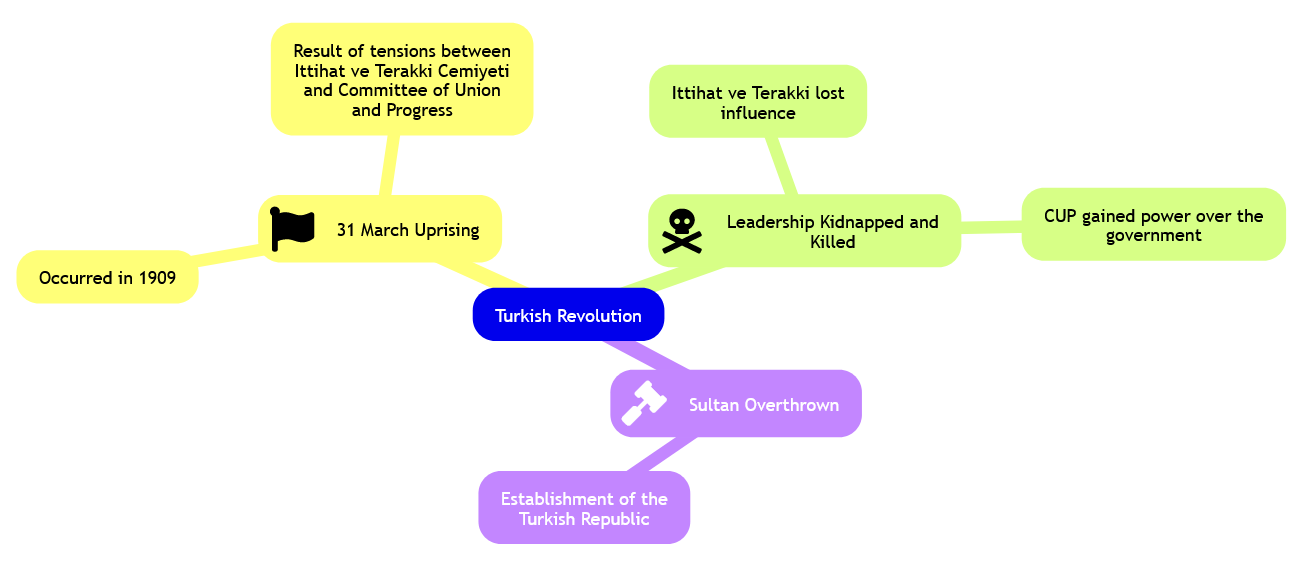 Result of tensions between
Ittihat ve Terakki Cemiyeti
and Committee of Union
and Progress
31 March Uprising
Occurred in 1909
Ittihat ve Terakki lost
influence
Leadership Kidnapped and
Killed
CUP gained power over the
government
Turkish Revolution
Sultan Overthrown
Establishment of the
Turkish Republic